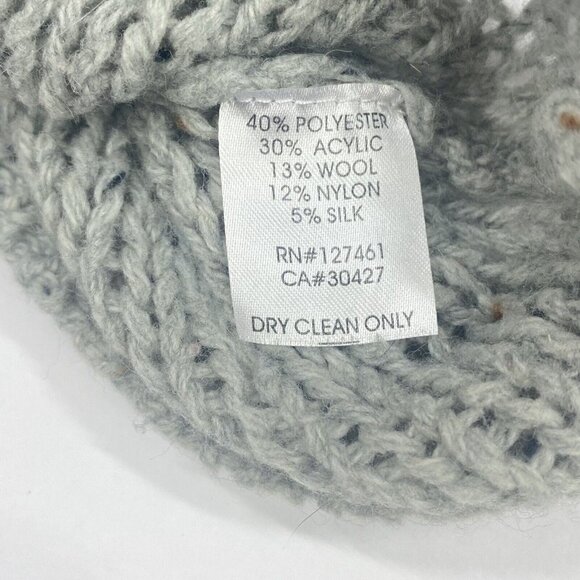 40% POLYESTER
30% ACYLIC
13% WOOL
12% NYLON
5% SILK
RN#127461
CA#30427
DRY CLEAN ONLY